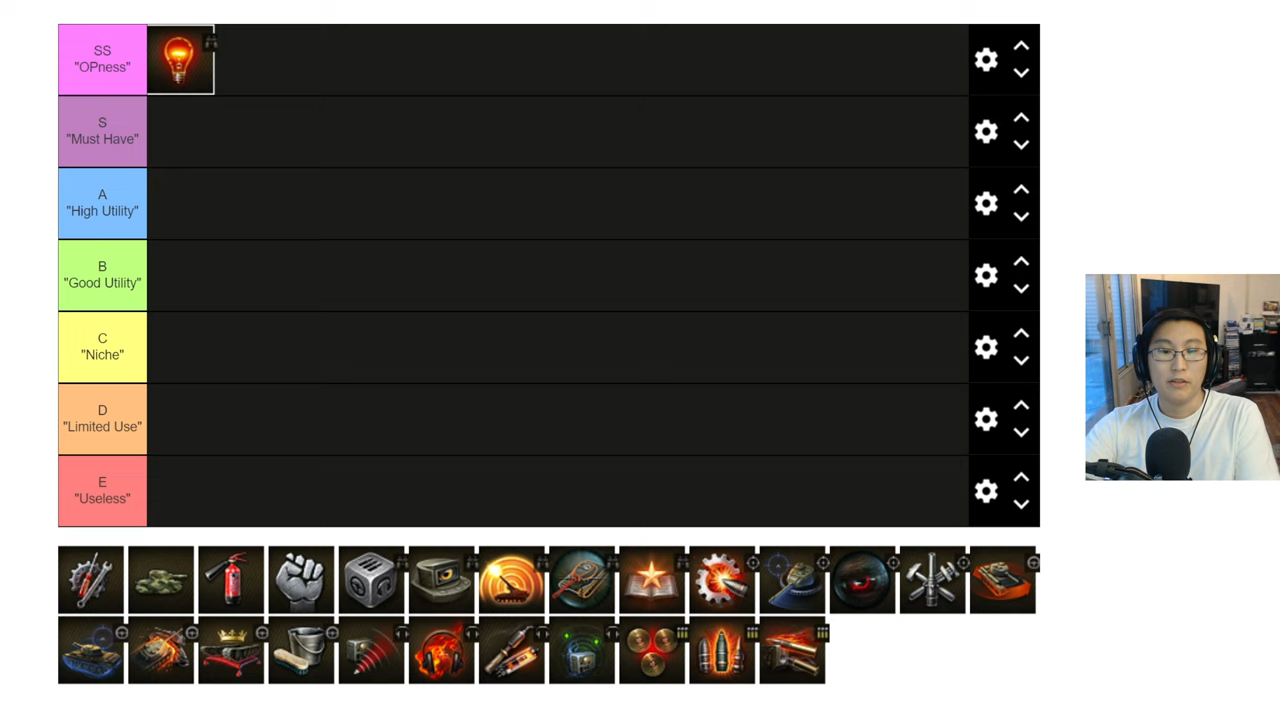 SS
"OPness"
S
"Must Have"
A
"High Utility"
B
"Good Utility"
C
"Niche"
D
"Limited Use"
E
"Useless"